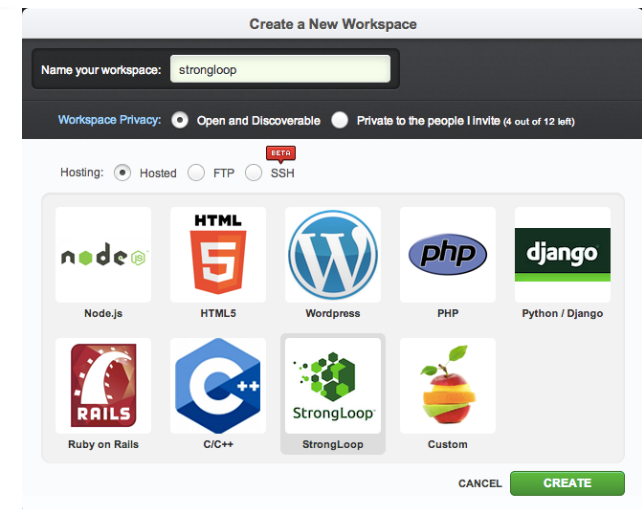 Create a New Workspace
Name your workspace: strongloop
Workspace Privacy: Open and Discoverable Private to the people I invite (4 out of 12 left)
BETA
Hosting: Hosted FTP SSH
node JS
HTML
5
W
php
django
Node.js HTML5 Wordpress PHP Python / Django
RAILS
C++
StrongLoop
Ruby on Rails C/C++ StrongLoop Custom
CANCEL CREATE